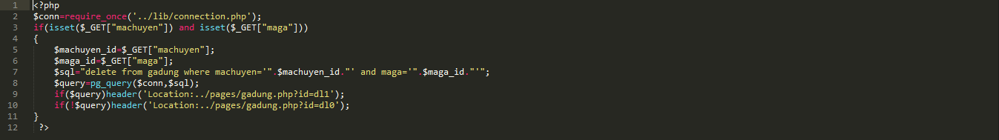 1 <?php
2 $conn=require_once('../lib/connection.php');
3 if(isset($_GET["machuyen"]) and isset($_GET["maga"]))
4 {
5     $machuyen_id=$_GET["machuyen"];
6     $maga_id=$_GET["maga"];
7     $sql="delete from gadung where machuyen='".$machuyen_id."' and maga='".$maga_id."'";
8     $query=pg_query($conn,$sql);
9     if($query)header('Location:../pages/gadung.php?id=dl1');
10     if(!$query)header('Location:../pages/gadung.php?id=dl0');
11 }
12  ?>